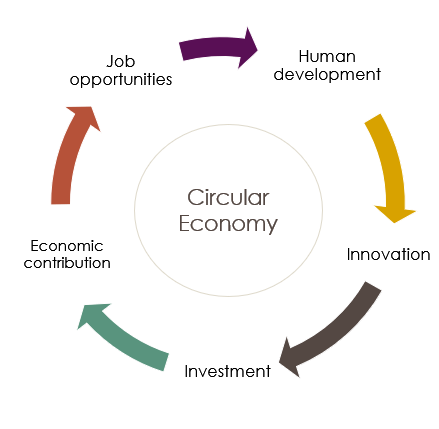 Job
opportunities
Human
development
Circular
Economy
Innovation
Economic
contribution
Investment